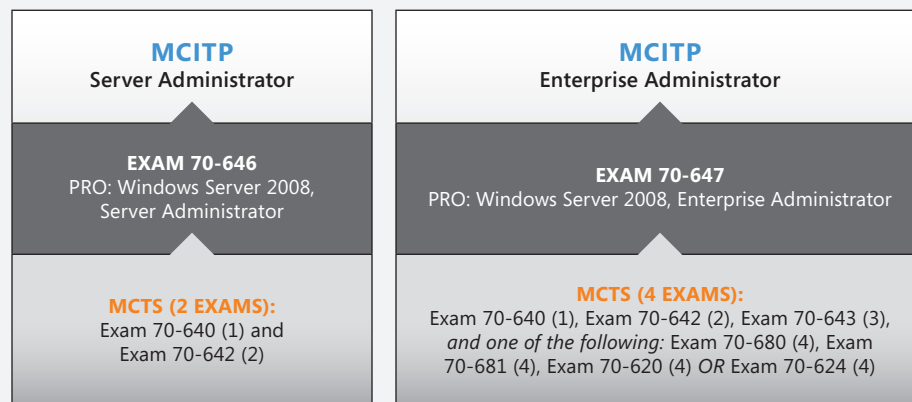 MCITP
Server Administrator
EXAM 70-646
PRO: Windows Server 2008,
Server Administrator
MCTS (2 EXAMS):
Exam 70-640 (1) and
Exam 70-642 (2)
MCITP
Enterprise Administrator
EXAM 70-647
PRO: Windows Server 2008, Enterprise Administrator
MCTS (4 EXAMS):
Exam 70-640 (1), Exam 70-642 (2), Exam 70-643 (3),
and one of the following: Exam 70-680 (4), Exam
70-681 (4), Exam 70-620 (4) OR Exam 70-624 (4)